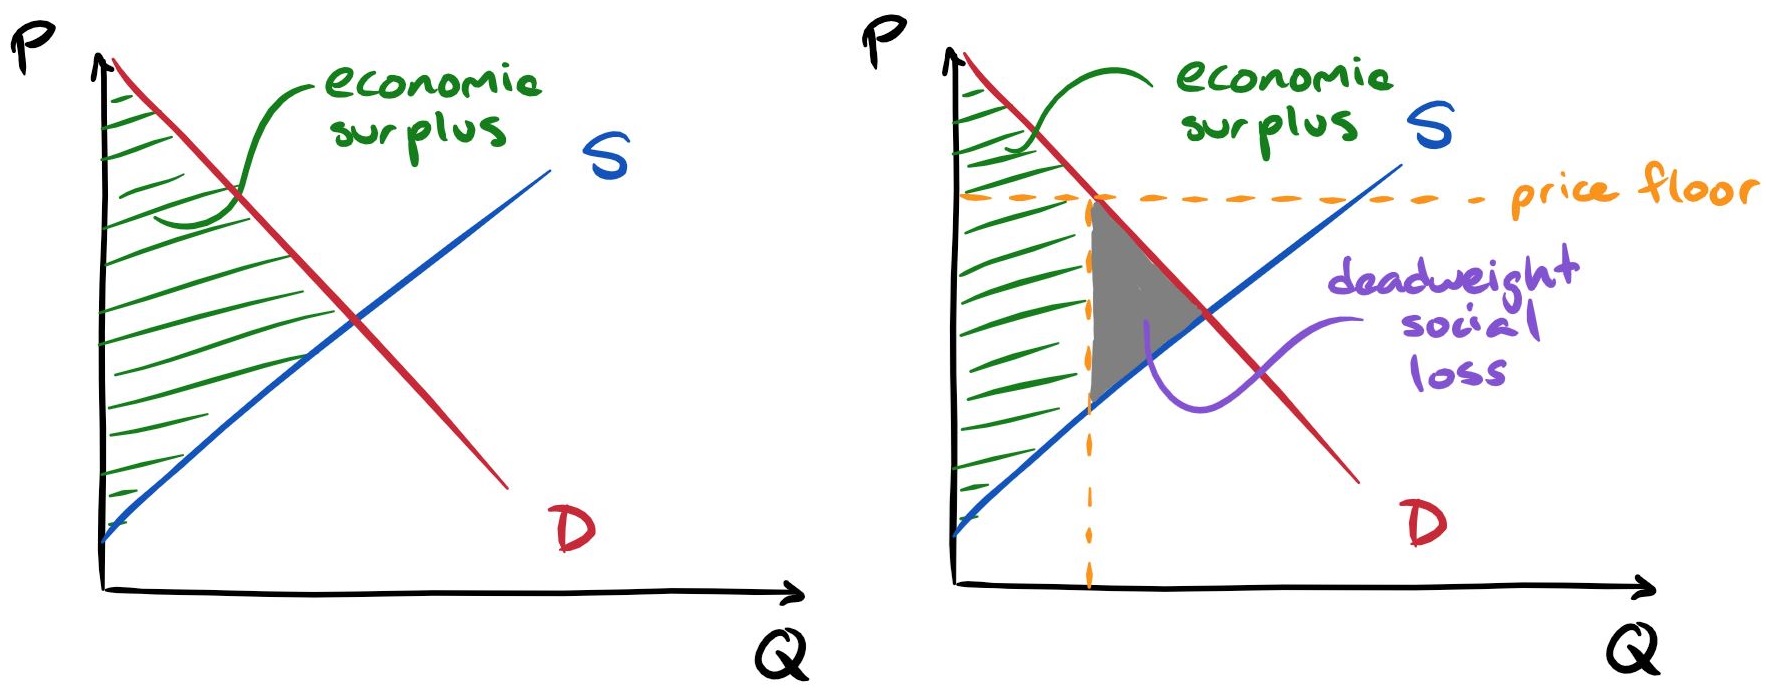 P
economic
surplus
S
D
Q
P
economic
surplus
S
price floor
deadweight
social
loss
D
Q